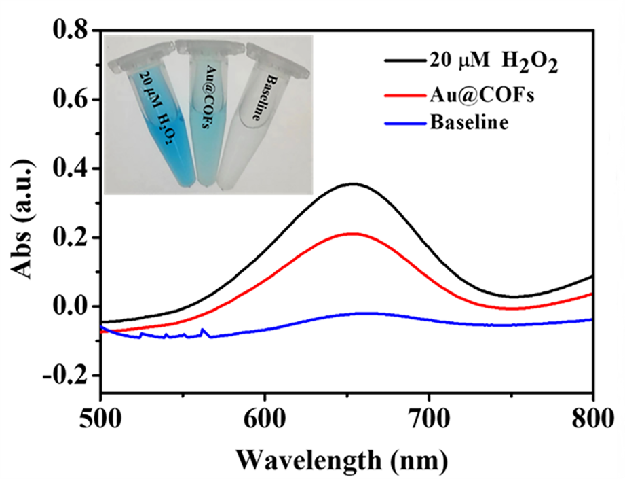 0.8
0.6
0.4
0.2
0.0
-0.2
Abs (a.u.)
500
600
700
800
Wavelength (nm)
20 μM H₂O₂
Au@COFs
Baseline
20 μM H₂O₂
Au@COFs
Baseline